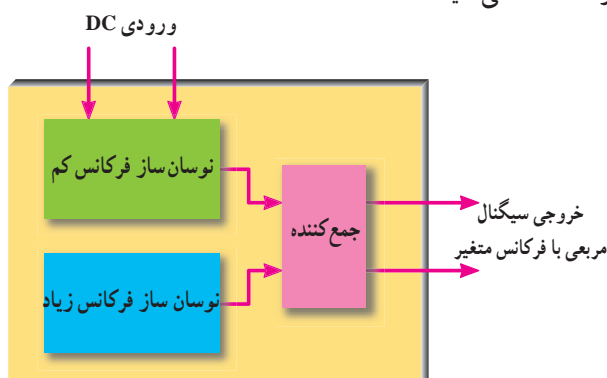 ورودی DC
نوسان‌ساز فرکانس کم
جمع‌کننده
خروجی سیگنال
مربعی با فرکانس متغیر
نوسان ساز فرکانس زیاد